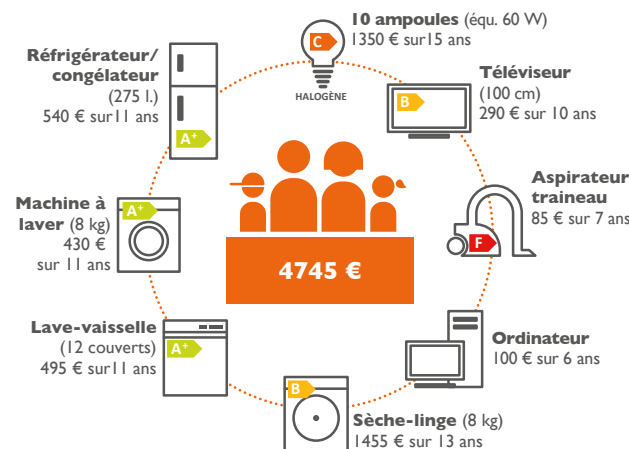 10 ampoules (équ. 60 W)
1350 € sur15 ans
C
HALOGÈNE
Réfrigérateur/
congélateur
(275 l.)
540 € sur11 ans
A+
Téléviseur
(100 cm)
290 € sur 10 ans
B
Machine à
laver (8 kg)
430 €
sur 11 ans
A+
Aspirateur
traineau
85 € sur 7 ans
F
4745 €
Lave-vaisselle
(12 couverts)
495 € sur11 ans
A+
Ordinateur
100 € sur 6 ans
B
Sèche-linge (8 kg)
1455 € sur 13 ans